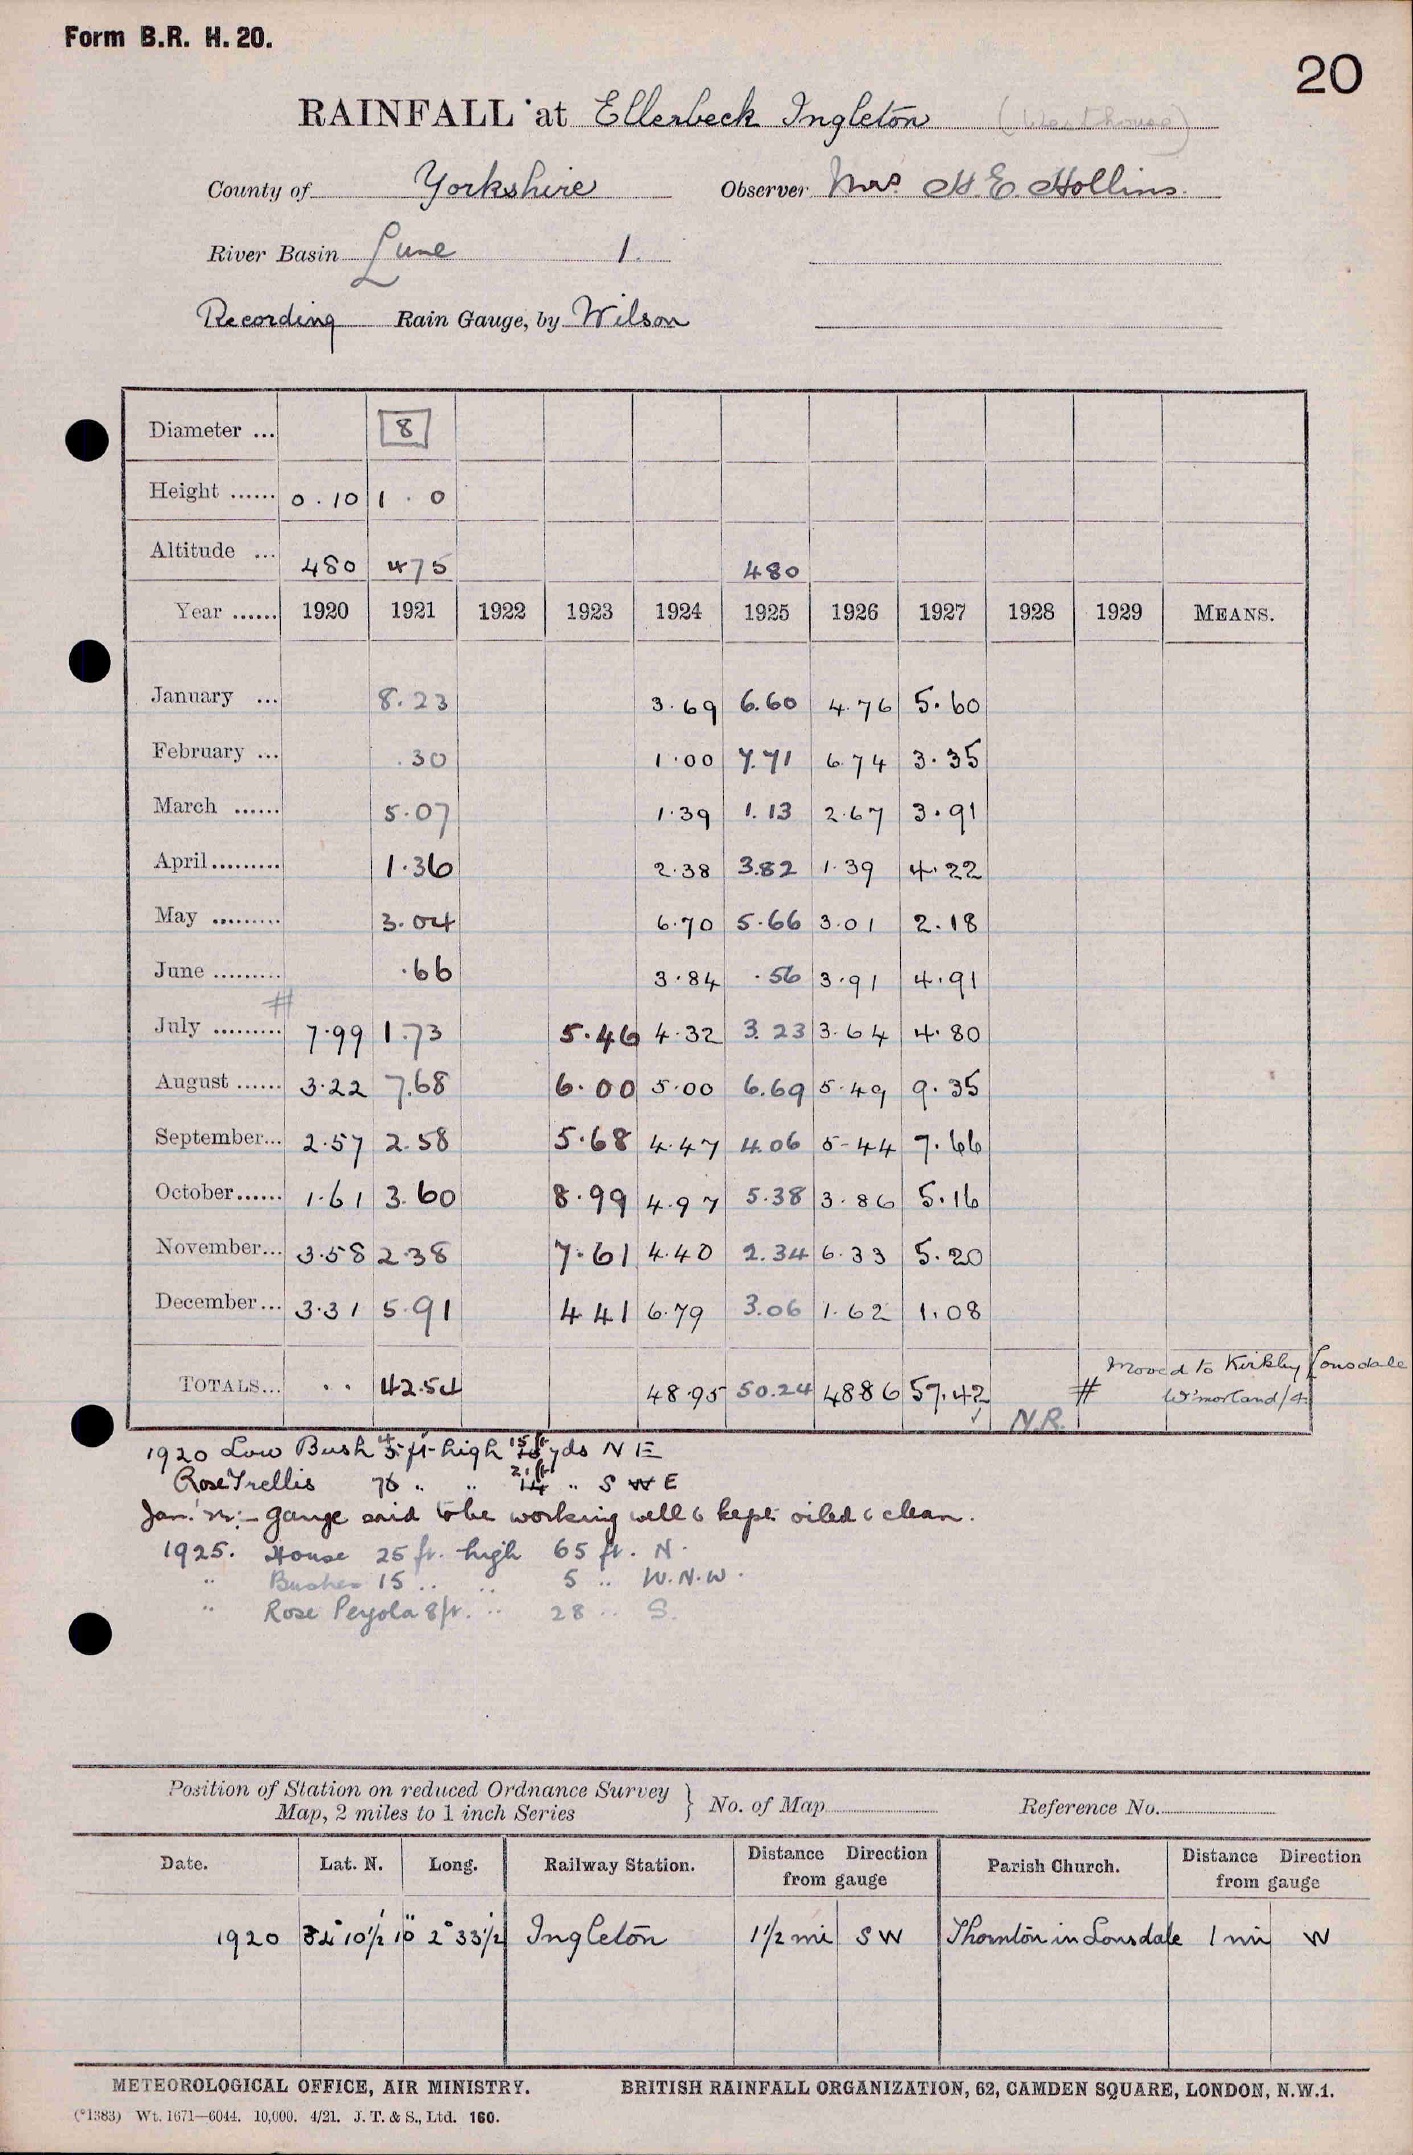 Form B.R. H. 20.
20
RAINFALL at Ellerbeck Ingleton (Westhouse)
County of Yorkshire Observer Mrs. H. E. Hollins.
River Basin Lune 1.
Recording Rain Gauge, by Wilson
Diameter ... 8
Height ...... 0.10 1.0
Altitude ... 480 475 480
Year ...... 1920 1921 1922 1923 1924 1925 1926 1927 1928 1929 MEANS.
January ... 8.23 3.69 6.60 4.76 5.60
February ... .30 1.00 7.71 6.74 3.35
March ...... 5.07 1.39 1.13 2.67 3.91
April......... 1.36 2.38 3.82 1.39 4.22
May ......... 3.04 6.70 5.66 3.01 2.18
June ......... .66 3.84 .56 3.91 4.91
#
July ......... 7.99 1.73 5.46 4.32 3.23 3.64 4.80
August ...... 3.22 7.68 6.00 5.00 6.69 5.49 9.35
September... 2.57 2.58 5.68 4.47 4.06 5.44 7.66
October...... 1.61 3.60 8.99 4.97 5.38 3.86 5.16
November... 3.58 2.38 7.61 4.40 2.34 6.33 5.20
December... 3.31 5.91 4 41 6.79 3.06 1.62 1.08
# Moved to Kirkby Lonsdale
W'morland/4
TOTALS... .. 42.54 48.95 50.24 48 86 57.42
N.R.
1920 Low Bush ft high 15 ft yds N E
Rose Trellis 21 ft S E
Jan. gauge said to be working well & kept oiled & clean.
1925. House 25 ft. high 65 ft. N.
" Bushes 15 .. .. 5 .. W.N.W.
" Rose Pergola 8 ft. .. 28 .. S.
Position of Station on reduced Ordnance Survey
Map, 2 miles to 1 inch Series } No. of Map Reference No.
Date. Lat. N. Long. Railway Station. Distance from gauge Direction Parish Church. Distance from gauge Direction
1920 54° 10½' 10" 2° 33½' Ingleton 1½ mi S W Thornton in Lonsdale 1 mi W
METEOROLOGICAL OFFICE, AIR MINISTRY. BRITISH RAINFALL ORGANIZATION, 62, CAMDEN SQUARE, LONDON, N.W.1.
(*1383) Wt. 1671—6044. 10,000. 4/21. J. T. & S., Ltd. 160.